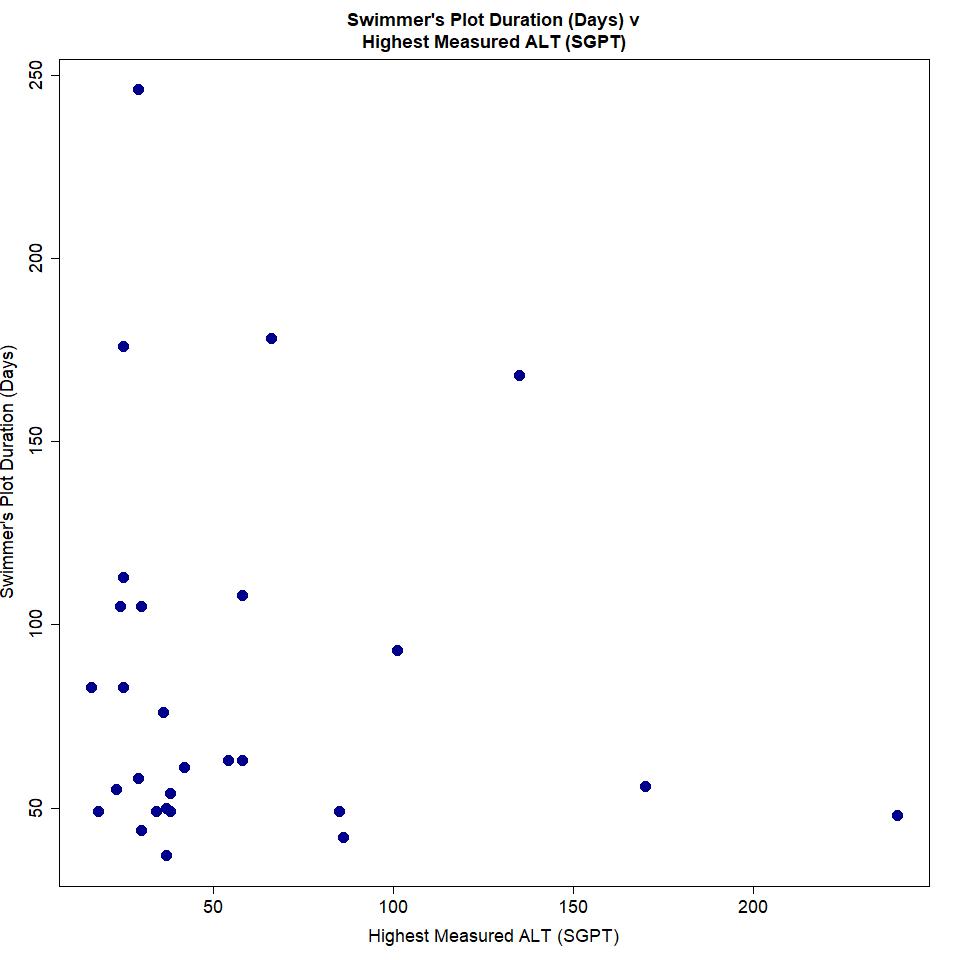 Swimmer's Plot Duration (Days) v
Highest Measured ALT (SGPT)
Swimmer's Plot Duration (Days)
250
200
150
100
50
50
100
150
200
Highest Measured ALT (SGPT)